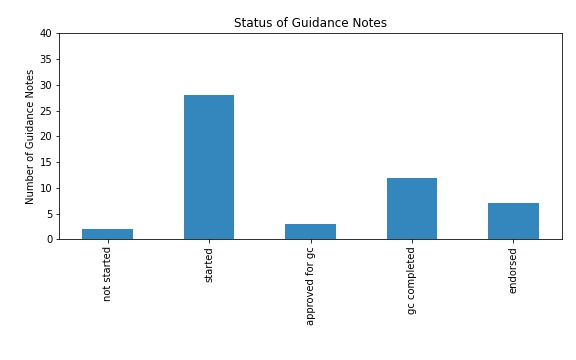 Status of Guidance Notes
Number of Guidance Notes
40
35
30
25
20
15
10
5
0
not started
started
approved for gc
gc completed
endorsed